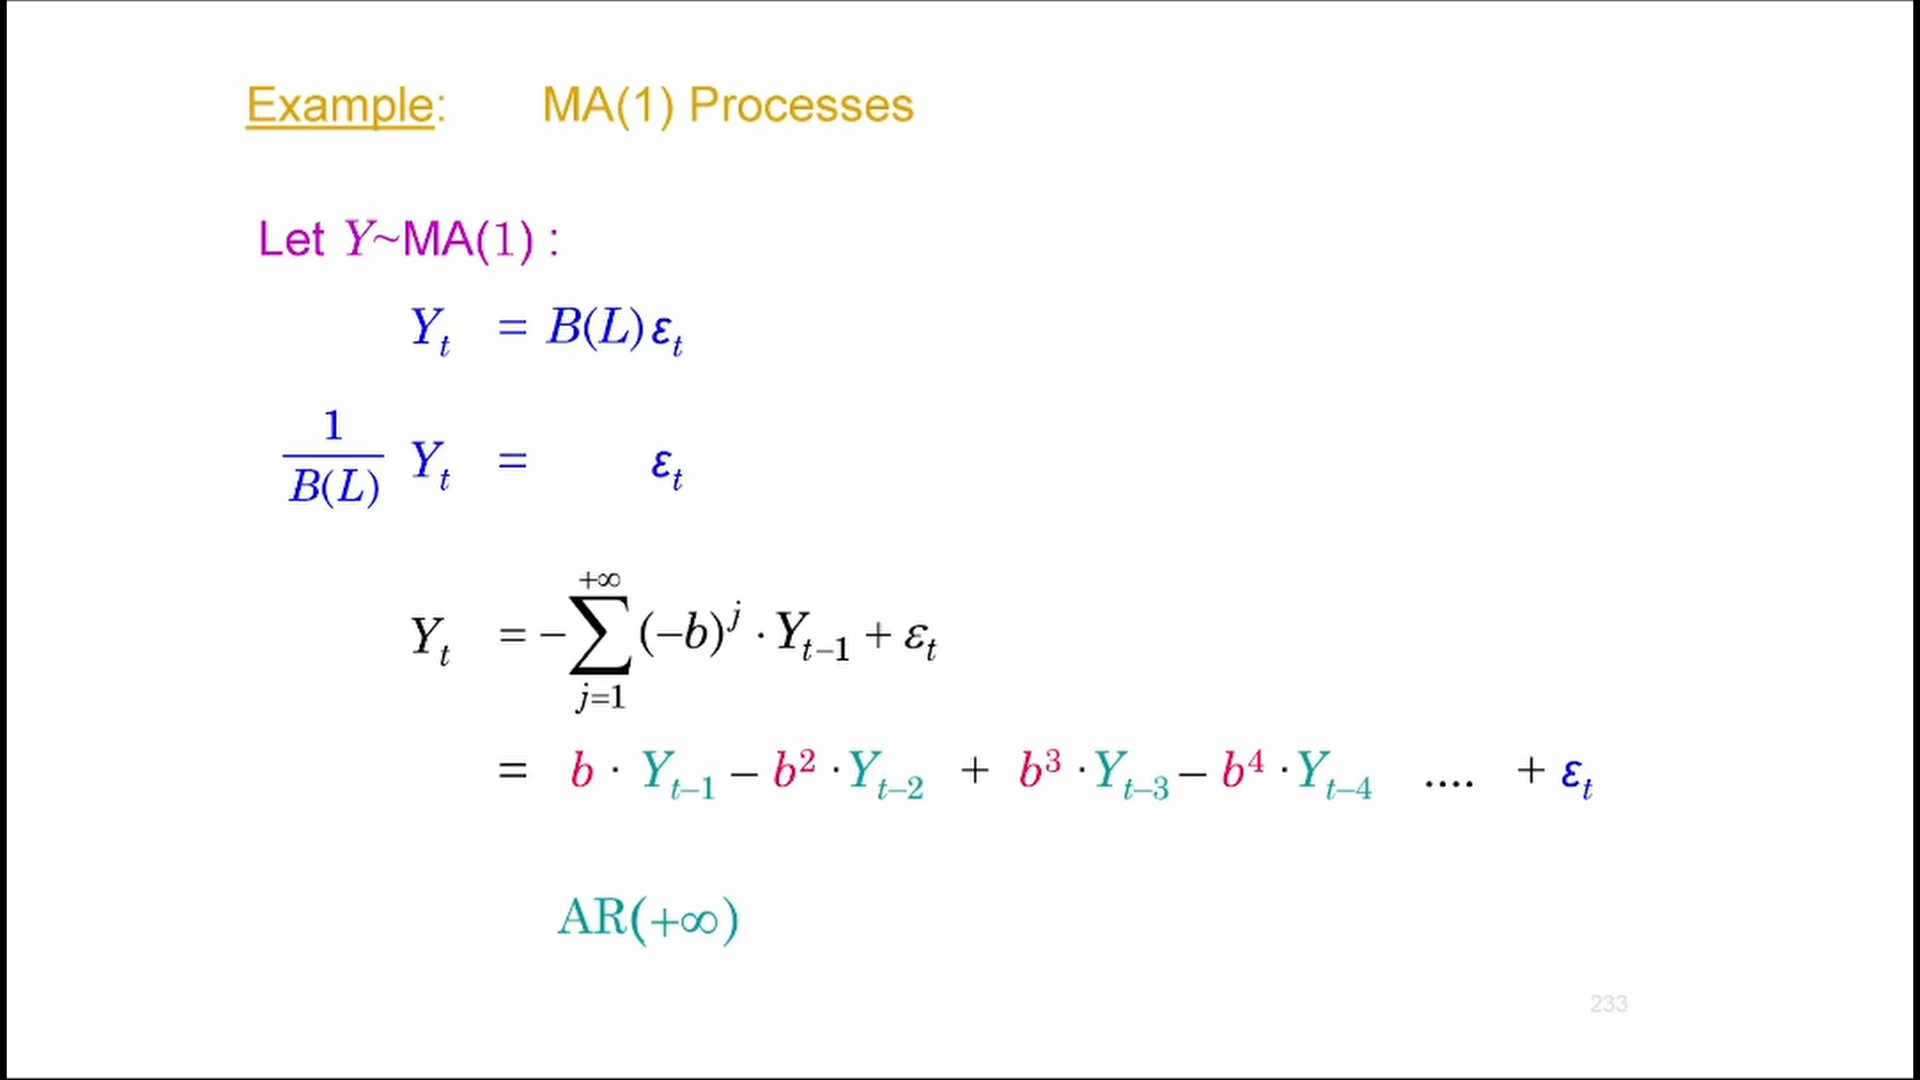 Example: MA(1) Processes
Let Y~MA(1) :
Y_t = B(L) ε_t
1/B(L) Y_t = ε_t
Y_t = −∑_{j=1}^{+∞} (−b)^j · Y_{t−1} + ε_t
= b · Y_{t−1} − b² · Y_{t−2} + b³ · Y_{t−3} − b⁴ · Y_{t−4} .... + ε_t
AR(+∞)
233